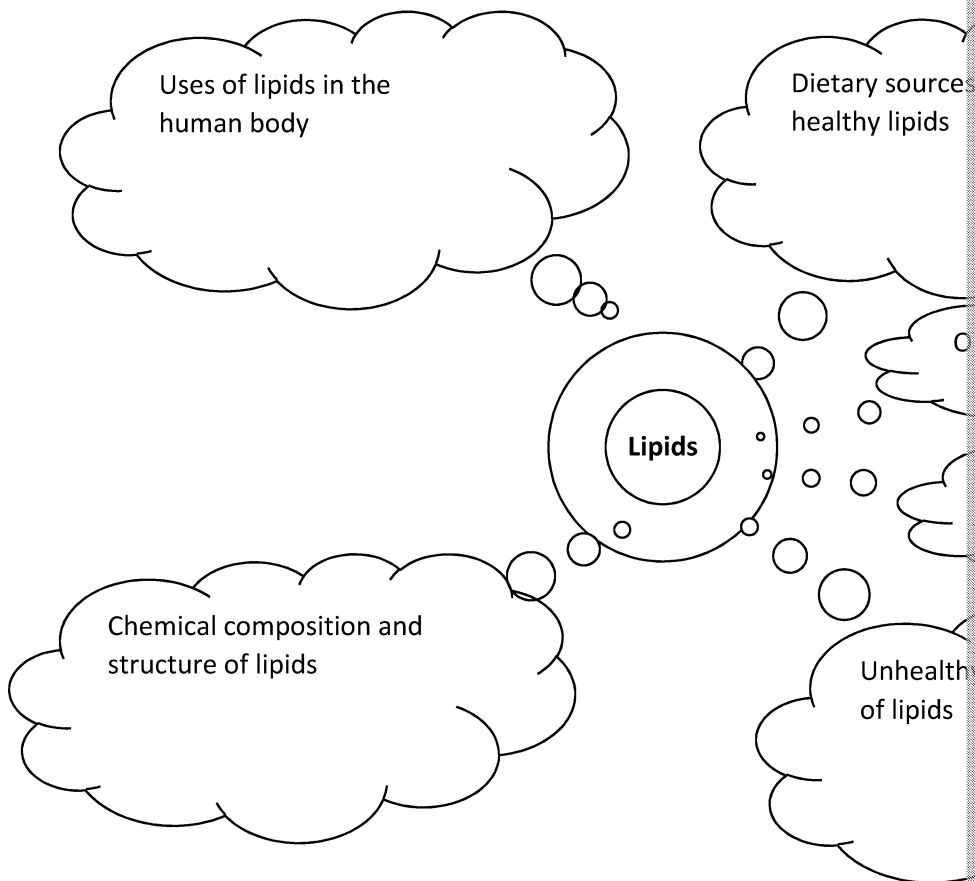 Uses of lipids in the
human body
Dietary sources
healthy lipids
Lipids
Chemical composition and
structure of lipids
of lipids